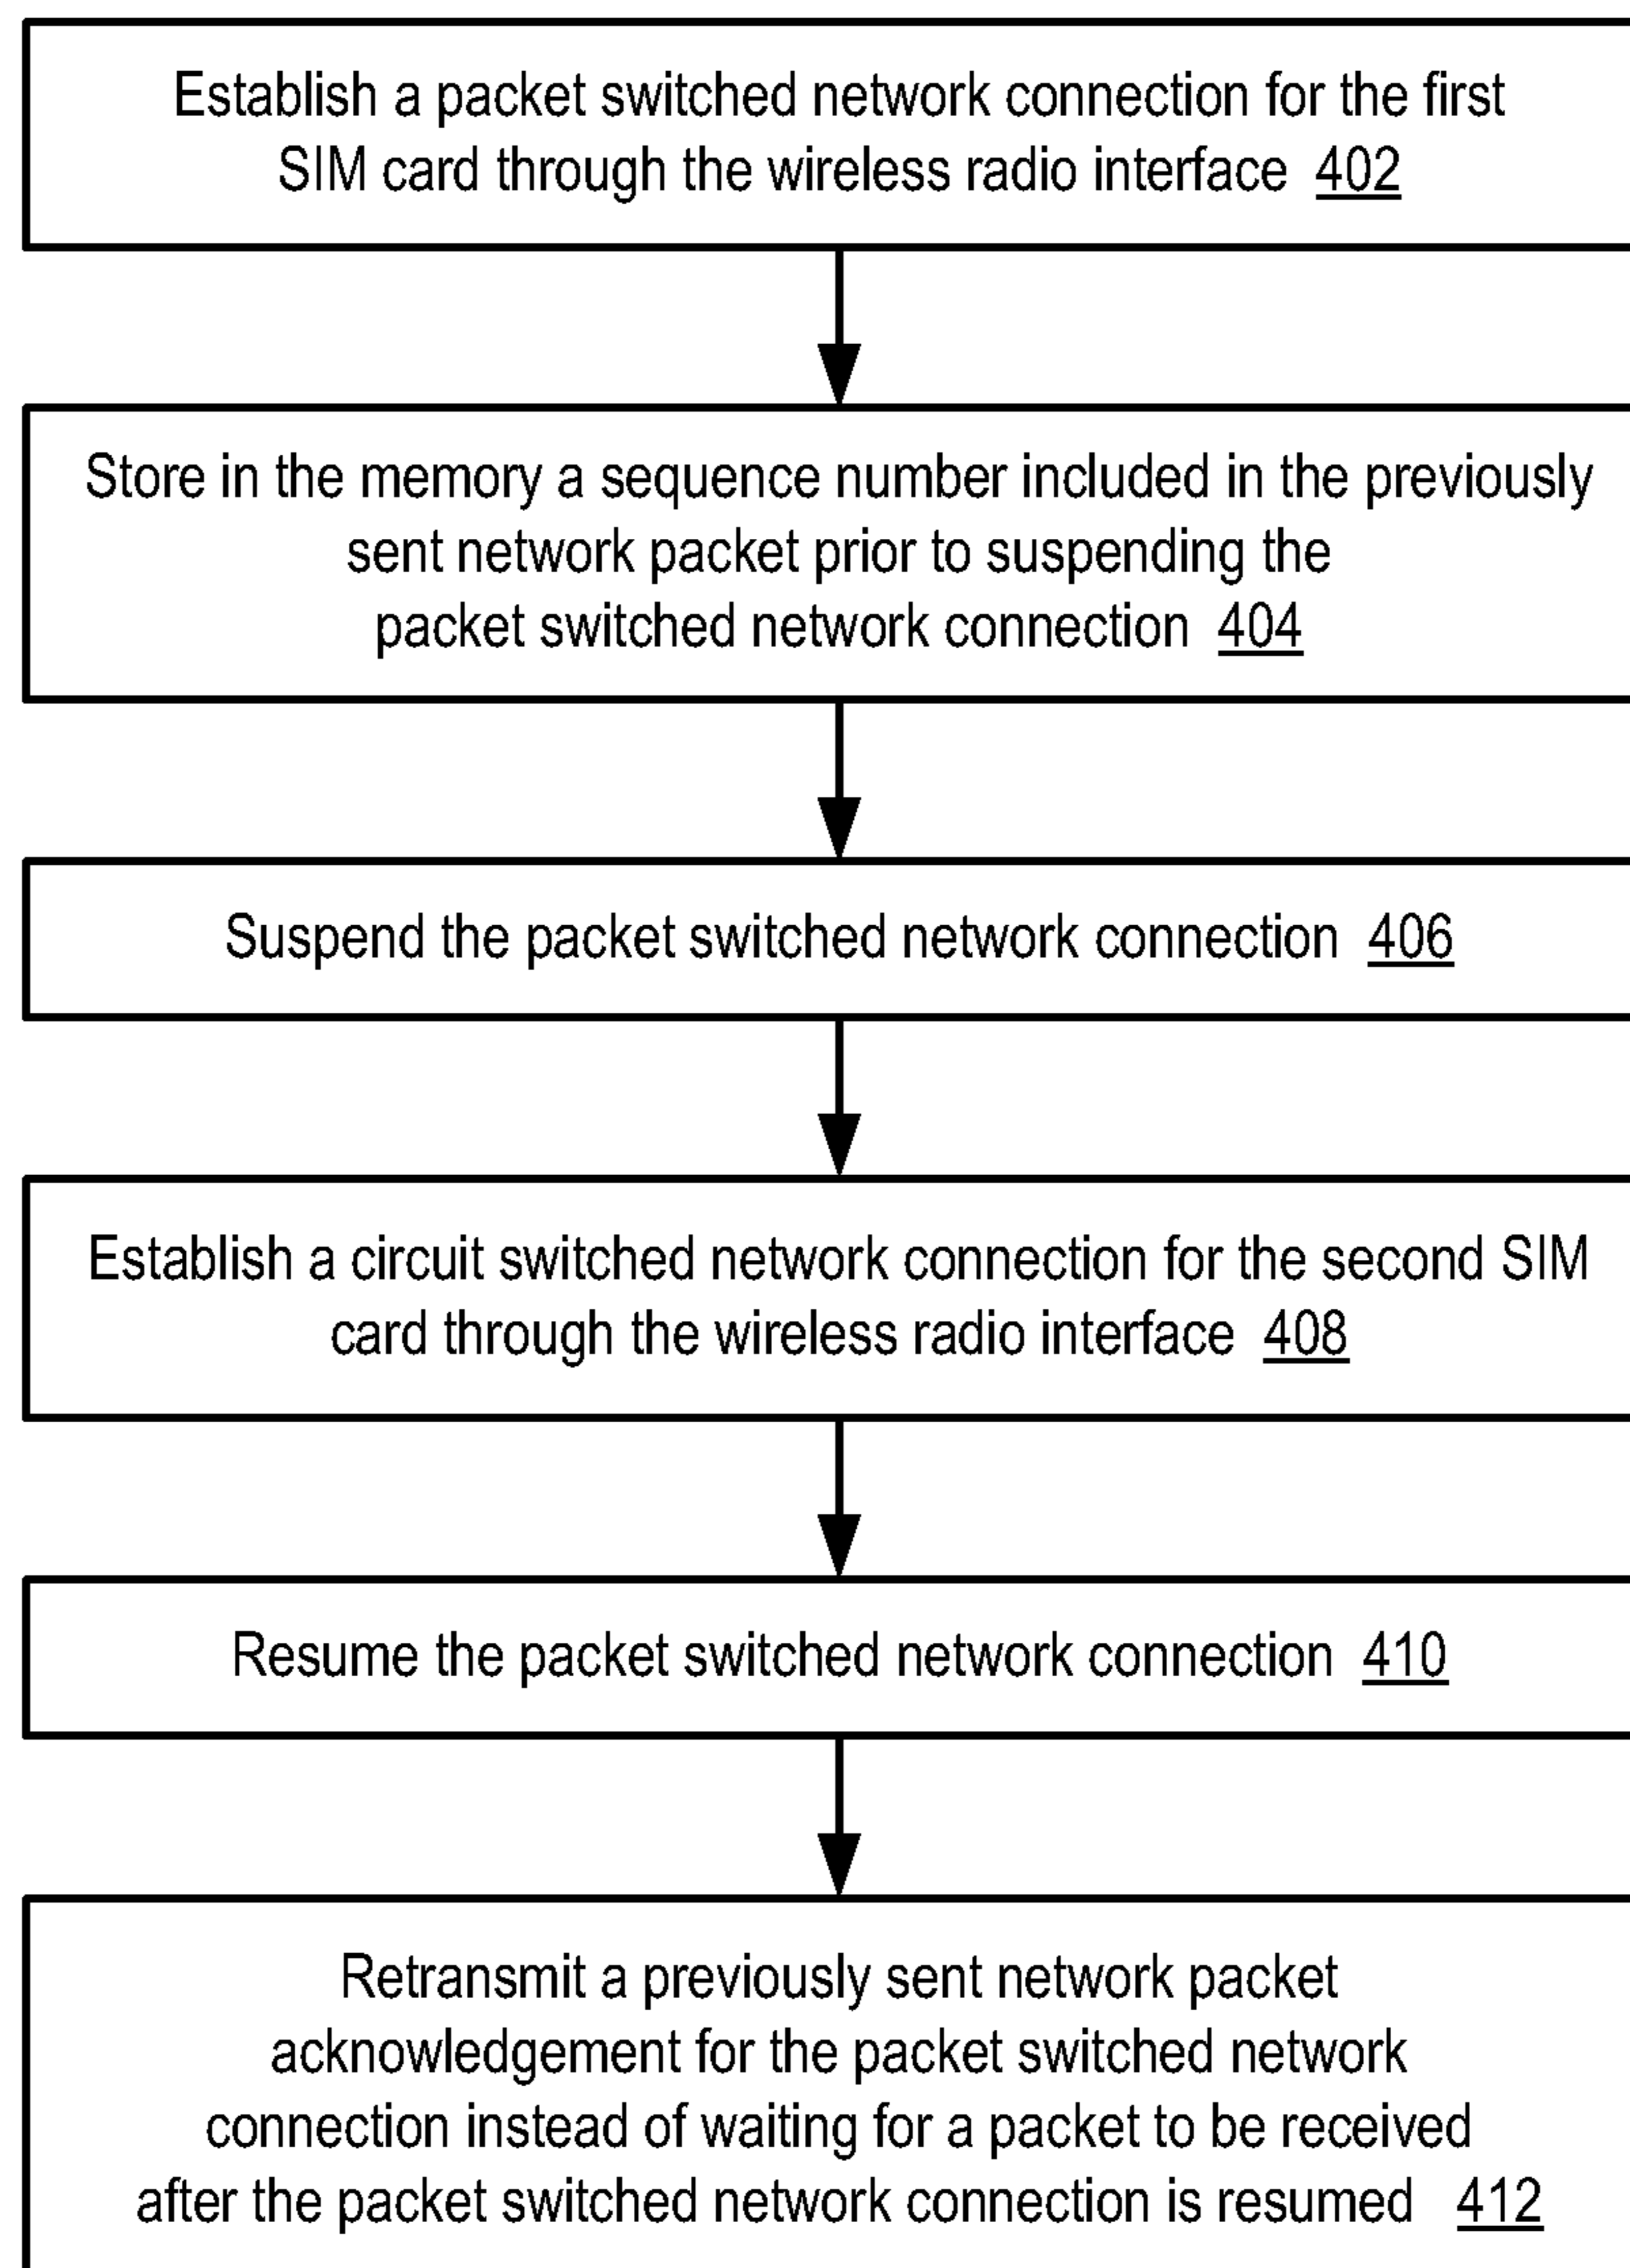 Establish a packet switched network connection for the first
SIM card through the wireless radio interface 402
Store in the memory a sequence number included in the previously
sent network packet prior to suspending the
packet switched network connection 404
Suspend the packet switched network connection 406
Establish a circuit switched network connection for the second SIM
card through the wireless radio interface 408
Resume the packet switched network connection 410
Retransmit a previously sent network packet
acknowledgement for the packet switched network
connection instead of waiting for a packet to be received
after the packet switched network connection is resumed 412